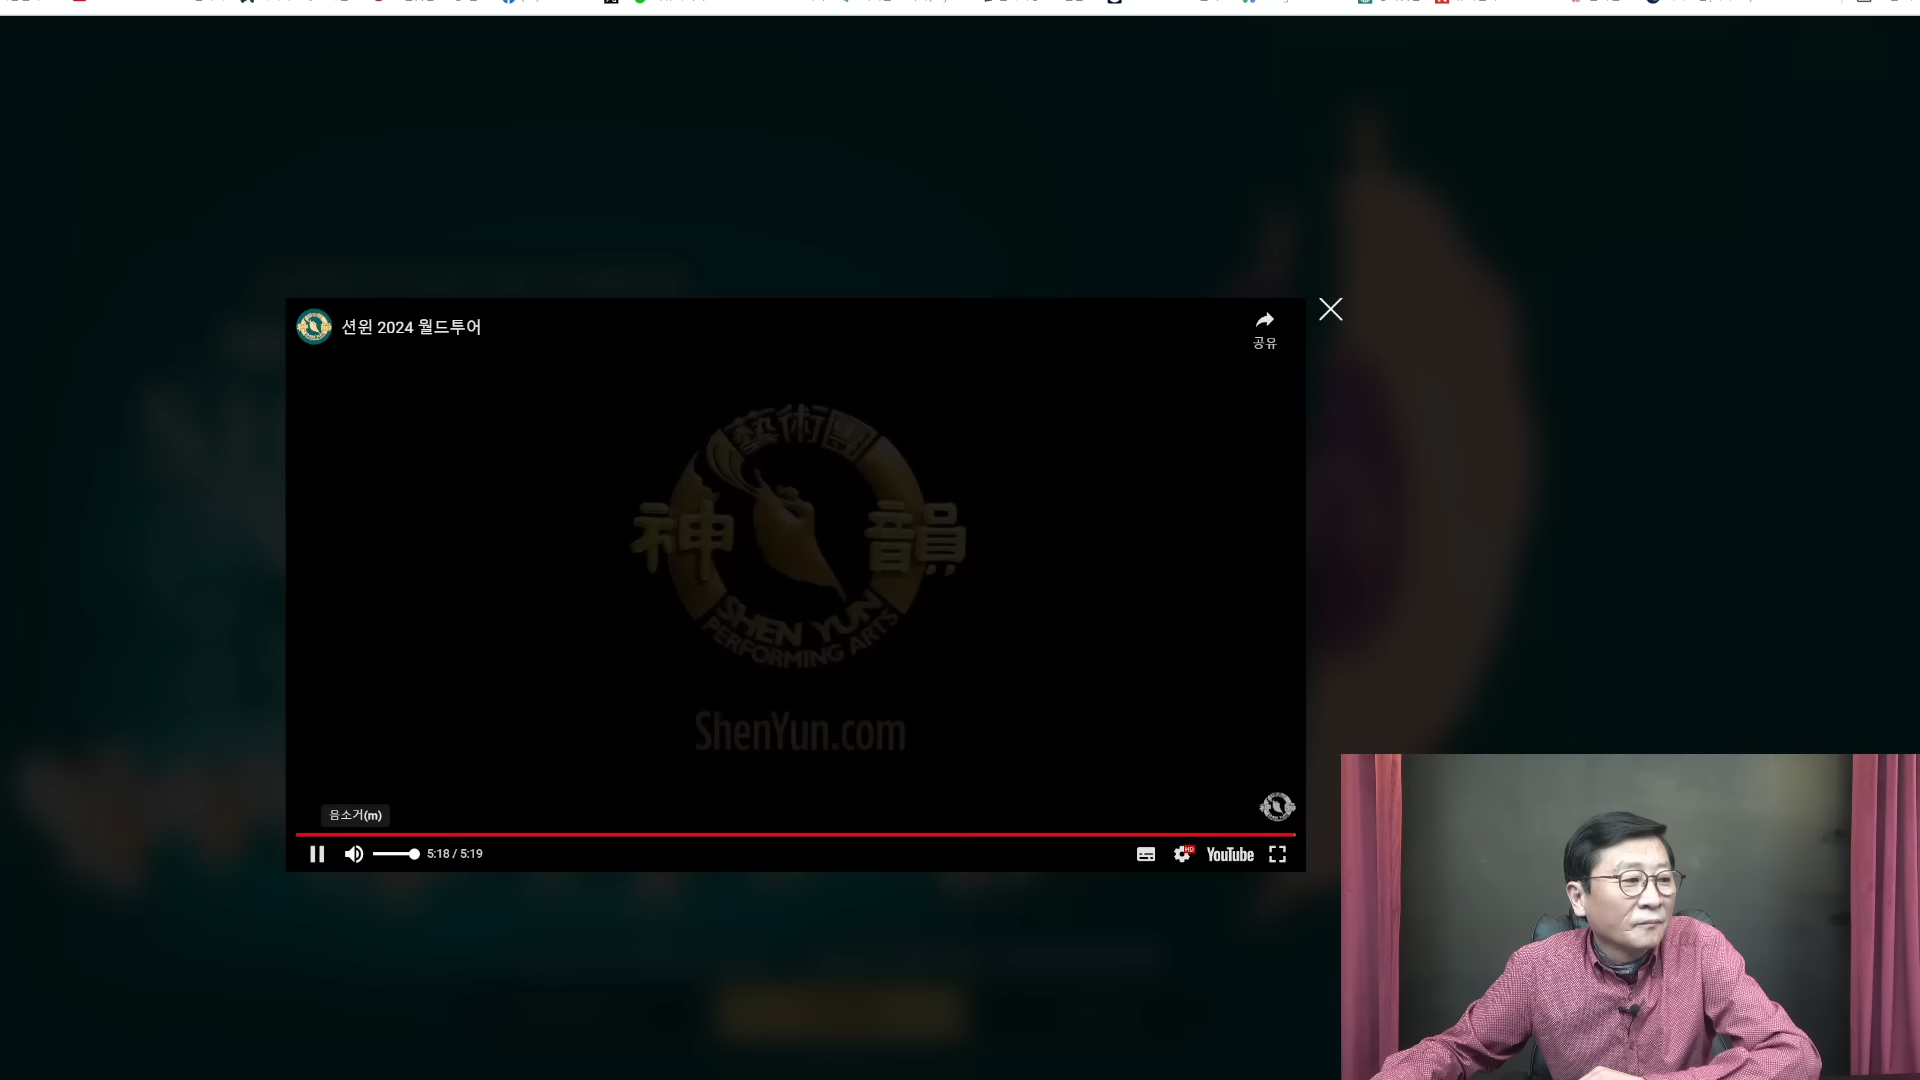 션윈 2024 월드투어
공유
藝術團
神 韻
SHEN YUN
PERFORMING ARTS
ShenYun.com
음소거(m)
5:18 / 5:19
HD
YouTube